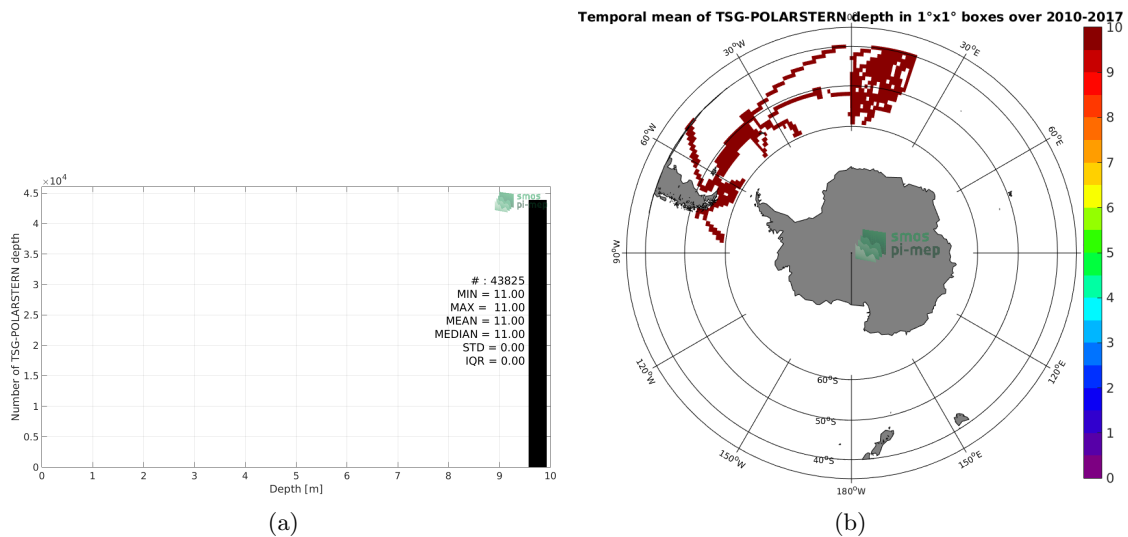 Temporal mean of TSG-POLARSTERN depth in 1°x1° boxes over 2010-2017
×10⁴
4.5
4
3.5
3
2.5
2
1.5
1
0.5
0
Number of TSG-POLARSTERN depth
smos
pi-mep
# : 43825
MIN = 11.00
MAX = 11.00
MEAN = 11.00
MEDIAN = 11.00
STD = 0.00
IQR = 0.00
0 1 2 3 4 5 6 7 8 9 10
Depth [m]
(a)
0°
30°W
30°E
60°W
60°E
90°W
120°W
120°E
150°W
150°E
180°W
60°S
50°S
40°S
smos
pi-mep
10
9
8
7
6
5
4
3
2
1
0
(b)